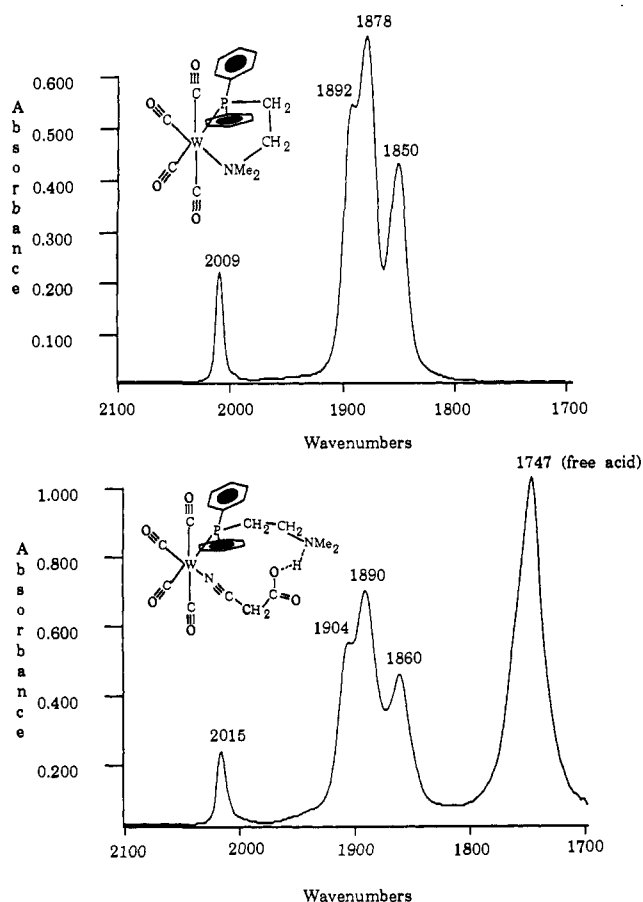 Absorbance
0.600
0.500
0.400
0.300
0.200
0.100
O
C
O≡C
O≡C
W
P
CH2
CH2
NMe2
C
O
1892
1878
1850
2009
2100
2000
1900
1800
1700
Wavenumbers
Absorbance
1.000
0.800
0.600
0.400
0.200
O
C
O≡C
O≡C
W
P
CH2-CH2
NMe2
H
O
N≡C
CH2
C=O
C
O
1904
1890
1860
2015
1747 (free acid)
2100
2000
1900
1800
1700
Wavenumbers